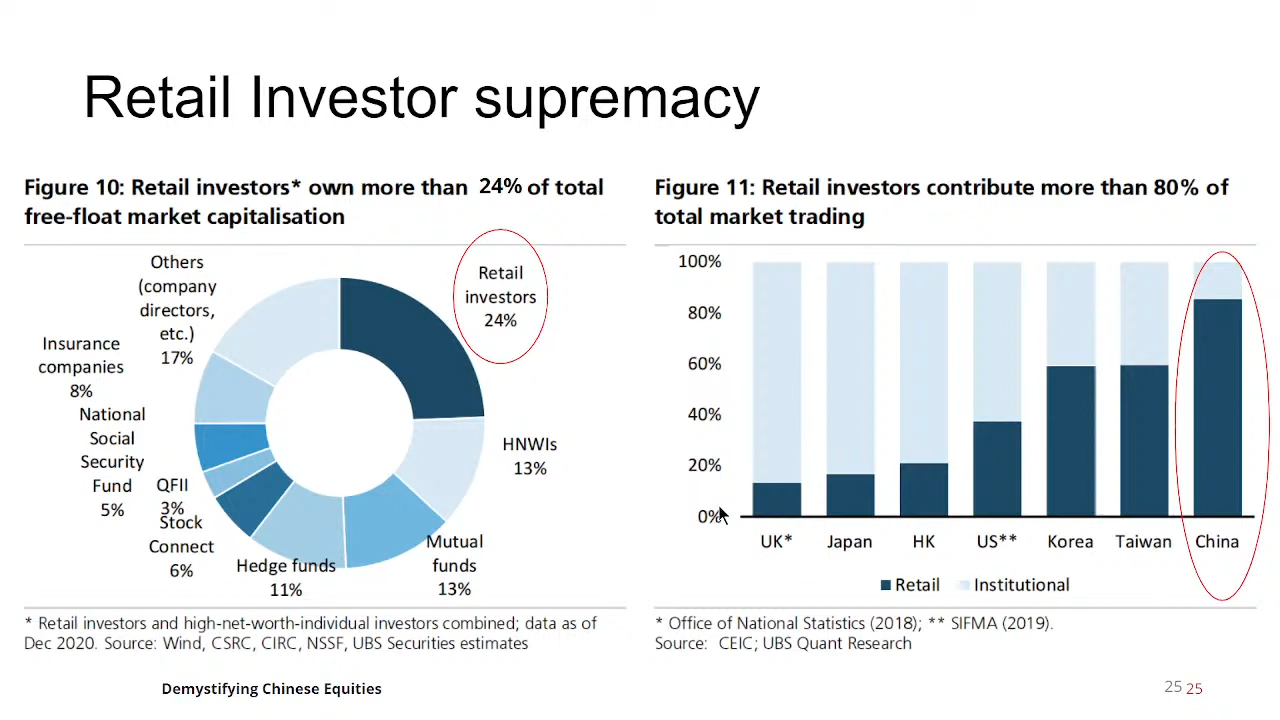 Retail Investor supremacy
Figure 10: Retail investors* own more than 24% of total
free-float market capitalisation
Others
(company
directors,
etc.)
17%
Retail
investors
24%
Insurance
companies
8%
National
Social
Security
Fund
5%
QFII
3%
Stock
Connect
6%
Hedge funds
11%
Mutual
funds
13%
HNWIs
13%
* Retail investors and high-net-worth-individual investors combined; data as of
Dec 2020. Source: Wind, CSRC, CIRC, NSSF, UBS Securities estimates
Figure 11: Retail investors contribute more than 80% of
total market trading
100%
80%
60%
40%
20%
0%
UK*
Japan
HK
US**
Korea
Taiwan
China
Retail
Institutional
* Office of National Statistics (2018); ** SIFMA (2019).
Source: CEIC; UBS Quant Research
Demystifying Chinese Equities
25 25